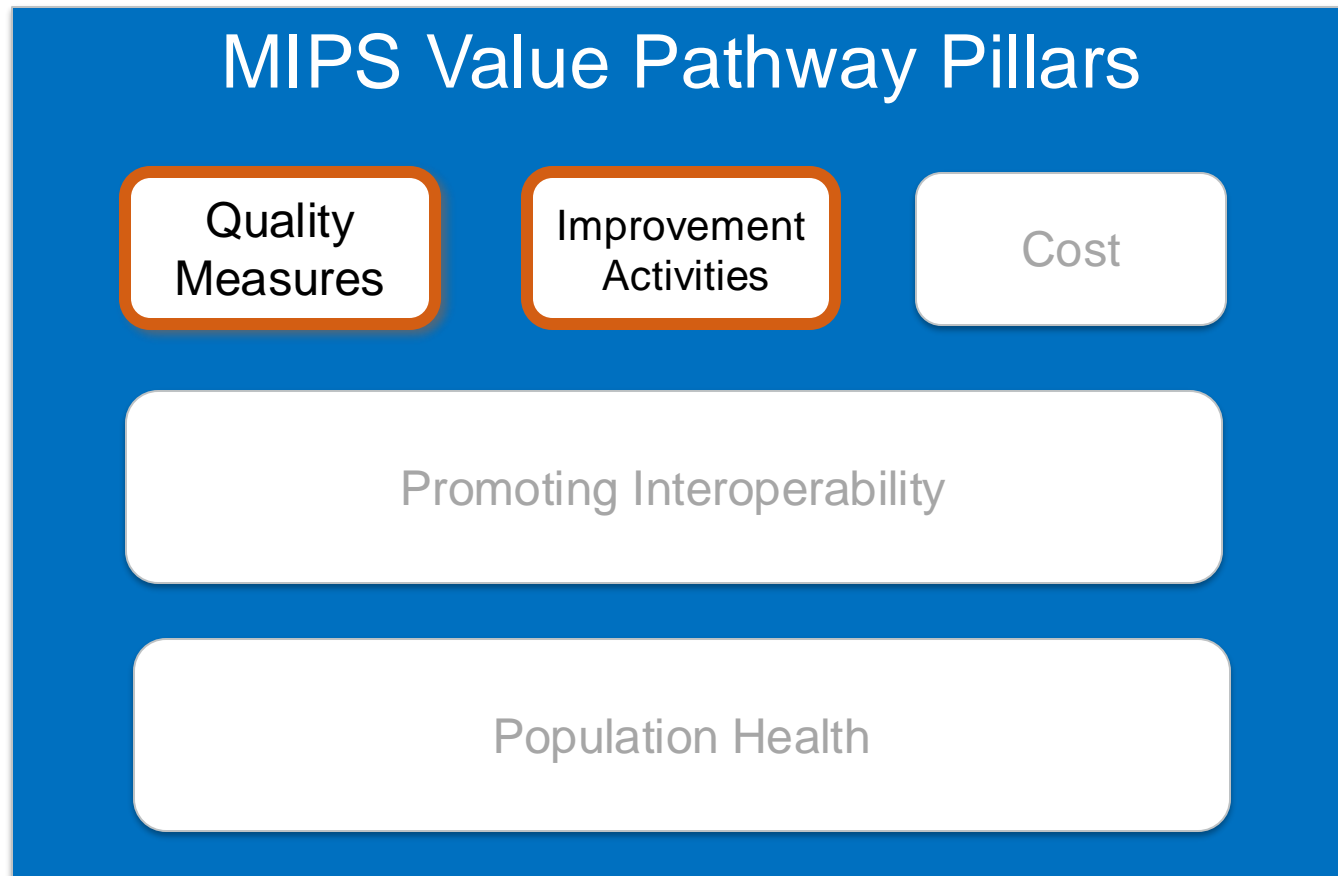 MIPS Value Pathway Pillars
Quality
Measures
Improvement
Activities
Cost
Promoting Interoperability
Population Health